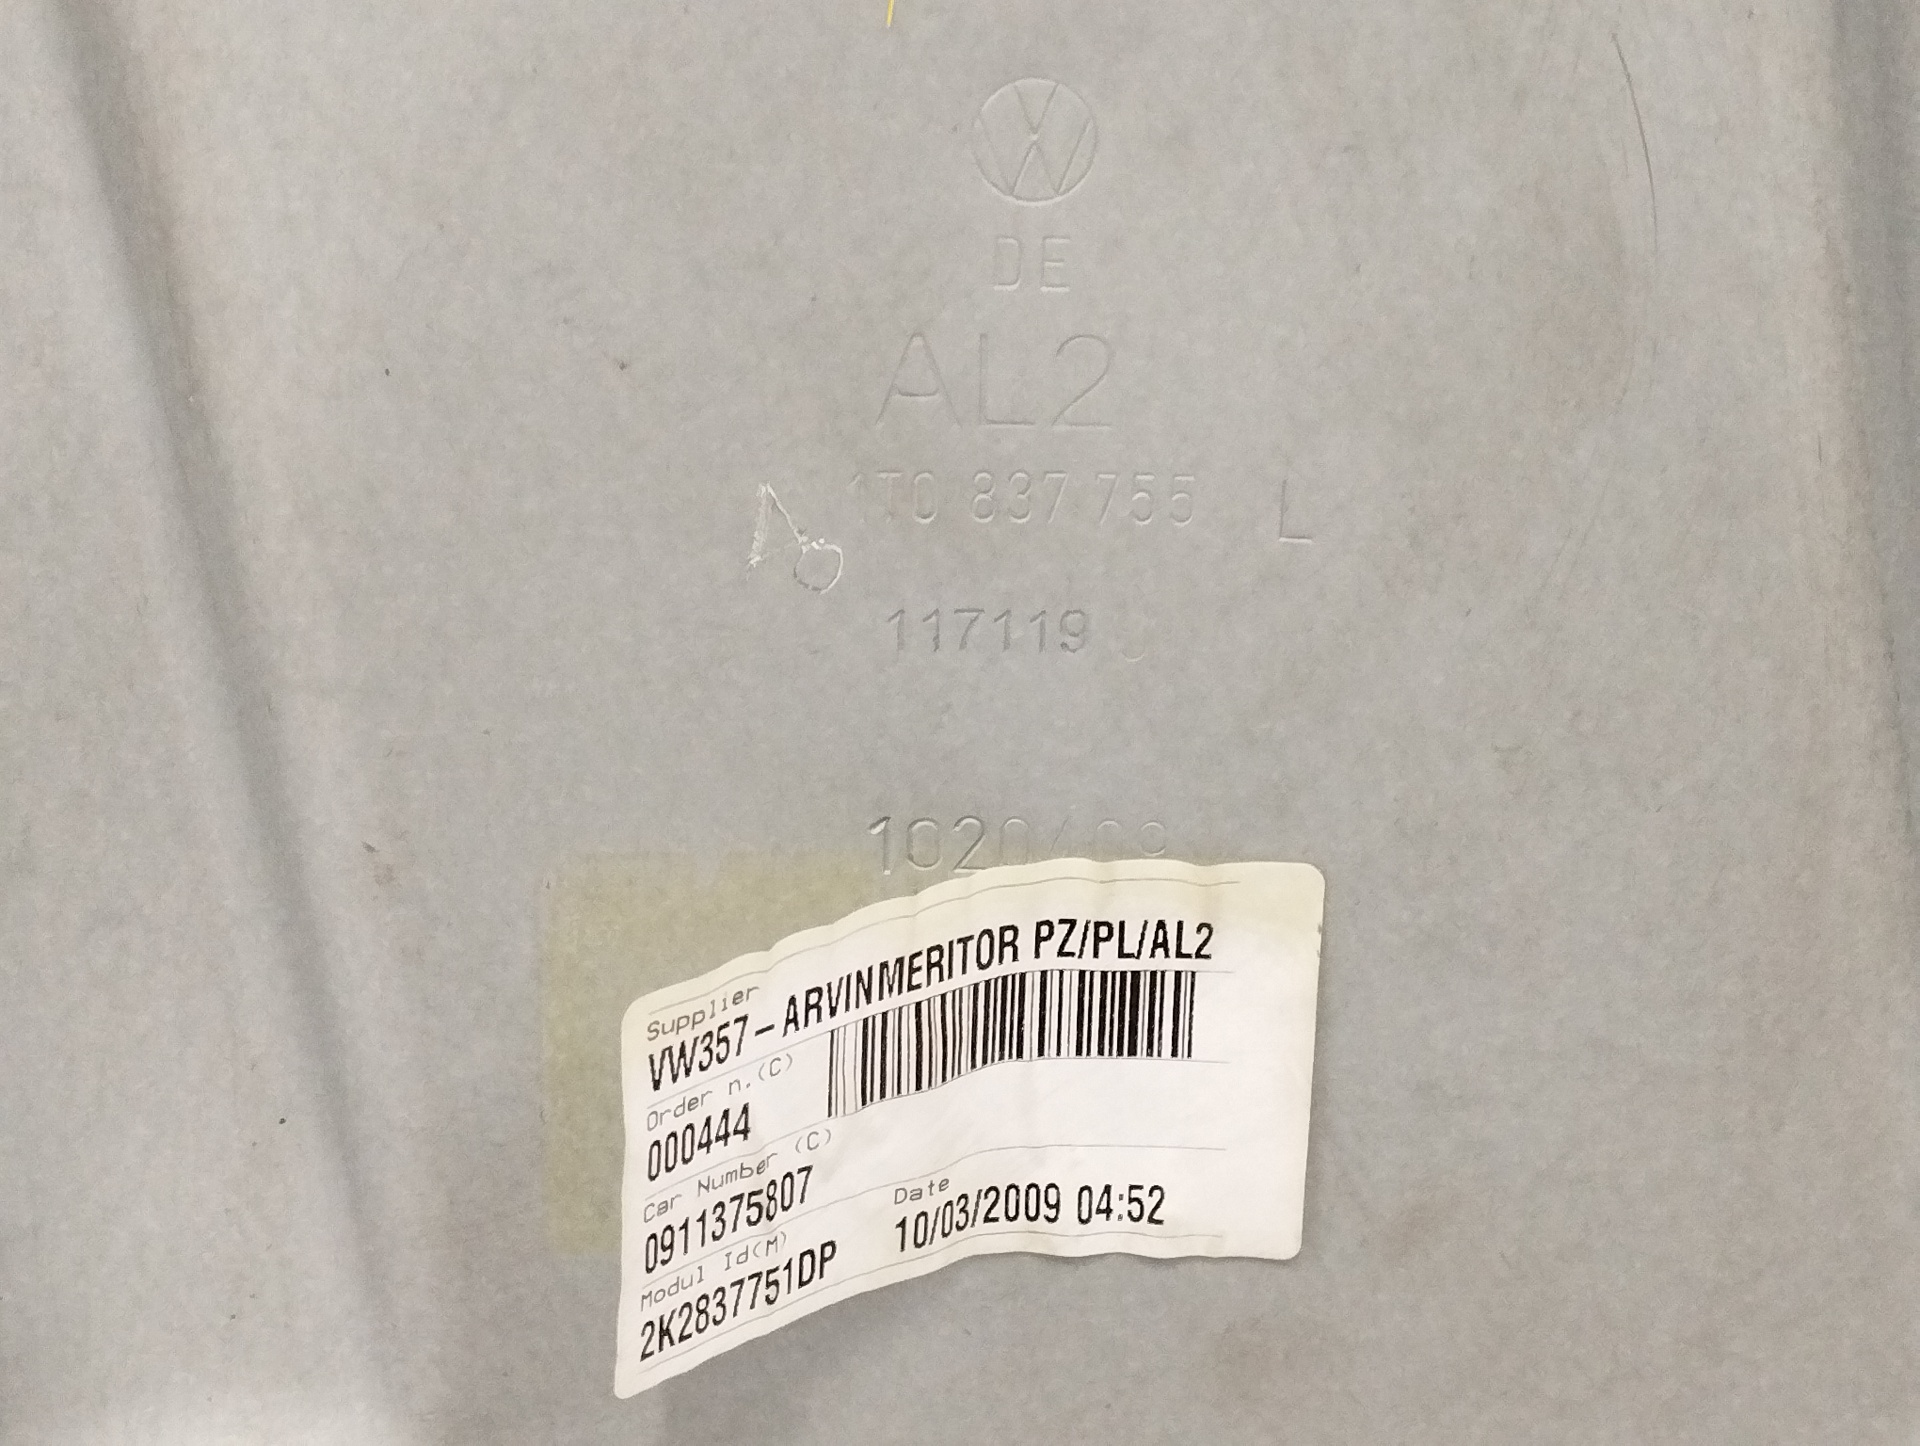 DE
AL2
1T0 837 755 L
117119
Supplier
VW357-ARVINMERITOR PZ/PL/AL2
Order n.(C)
000444
Car Number (C)
0911375807
Modul Id(M)
2K2837751DP
Date
10/03/2009 04:52